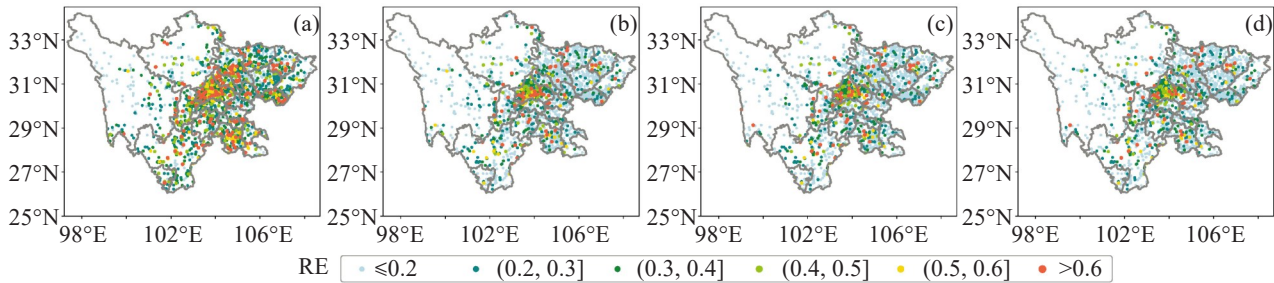 (a) (b) (c) (d)
33°N 33°N 33°N 33°N
31°N 31°N 31°N 31°N
29°N 29°N 29°N 29°N
27°N 27°N 27°N 27°N
25°N 25°N 25°N 25°N
98°E 102°E 106°E 98°E 102°E 106°E 98°E 102°E 106°E 98°E 102°E 106°E
RE ⩽0.2 (0.2, 0.3] (0.3, 0.4] (0.4, 0.5] (0.5, 0.6] >0.6